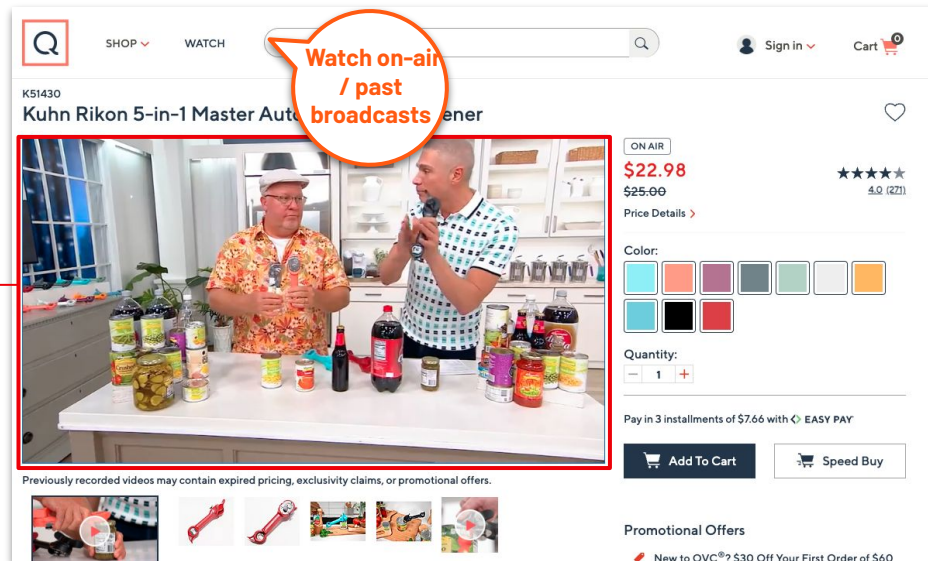 Q
SHOP
WATCH
Sign in
Cart
0
Watch on-air
/ past
broadcasts
K51430
Kuhn Rikon 5-in-1 Master
ON AIR
$22.98
$25.00
4.0 (271)
Price Details
Color:
Quantity:
− 1 +
Pay in 3 installments of $7.66 with EASY PAY
Add To Cart
Speed Buy
Previously recorded videos may contain expired pricing, exclusivity claims, or promotional offers.
Promotional Offers
New to QVC®? $30 Off Your First Order of $60